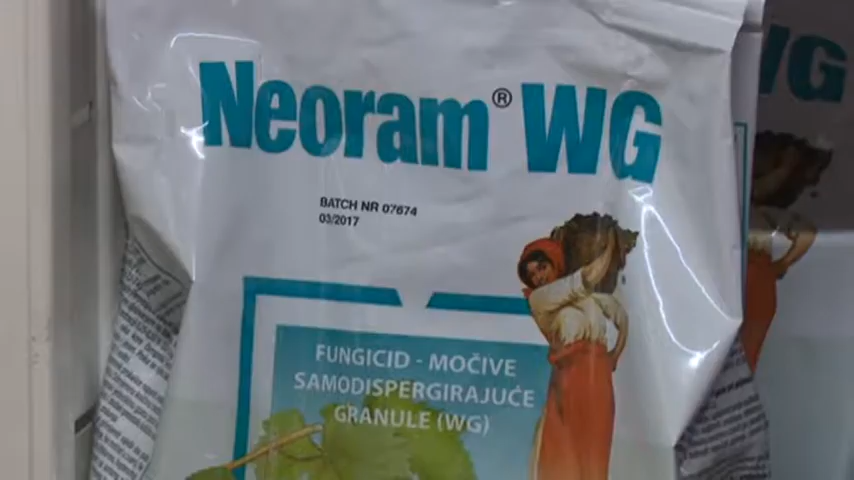 Neoram® WG
WG
BATCH NR 07674
03/2017
FUNGICID - MOČIVE
SAMODISPERGIRAJUĆE
GRANULE (WG)